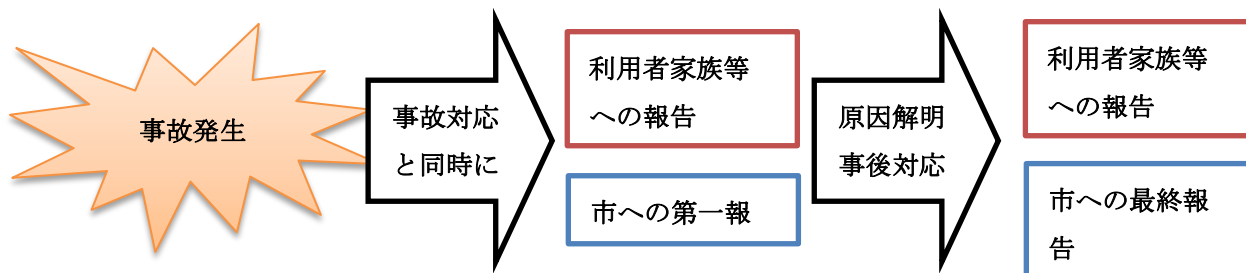 事故発生
事故対応
と同時に
利用者家族等
への報告
市への第一報
原因解明
事後対応
利用者家族等
への報告
市への最終報
告